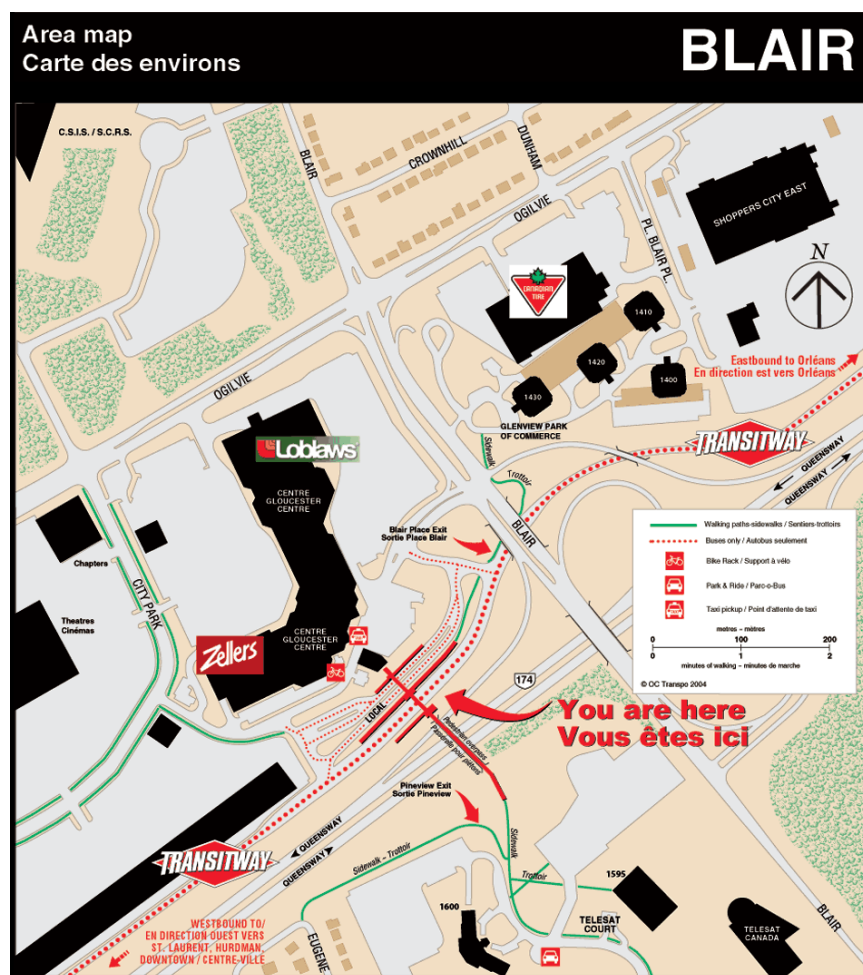 Area map
Carte des environs
BLAIR
C.S.I.S. / S.C.R.S.
BLAIR
CROWNHILL
DUNHAM
OGILVIE
PL. BLAIR PL.
SHOPPERS CITY EAST
N
CANADIAN
TIRE
1410
1420
1400
1430
Eastbound to Orléans
En direction est vers Orléans
GLENVIEW PARK
OF COMMERCE
OGILVIE
Loblaws
Sidewalk
Trottoir
TRANSITWAY
QUEENSWAY
QUEENSWAY
CENTRE
GLOUCESTER
CENTRE
BLAIR
Blair Place Exit
Sortie Place Blair
Chapters
CITY PARK
Theatres
Cinémas
Zellers
CENTRE
GLOUCESTER
CENTRE
LOCAL
Walking paths-sidewalks / Sentiers-trottoirs
Buses only / Autobus seulement
Bike Rack / Support à vélo
Park & Ride / Parc-o-Bus
Taxi pickup / Point d'attente de taxi
metres - mètres
0 100 200
0 1 2
minutes of walking - minutes de marche
© OC Transpo 2004
174
You are here
Vous êtes ici
Pedestrian overpass
Passerelle pour piétons
Pineview Exit
Sortie Pineview
QUEENSWAY
QUEENSWAY
TRANSITWAY
Sidewalk - Trottoir
Sidewalk
Trottoir
1595
1600
TELESAT
COURT
TELESAT
CANADA
BLAIR
EUGENE
WESTBOUND TO/
EN DIRECTION OUEST VERS
ST. LAURENT, HURDMAN,
DOWNTOWN / CENTRE-VILLE